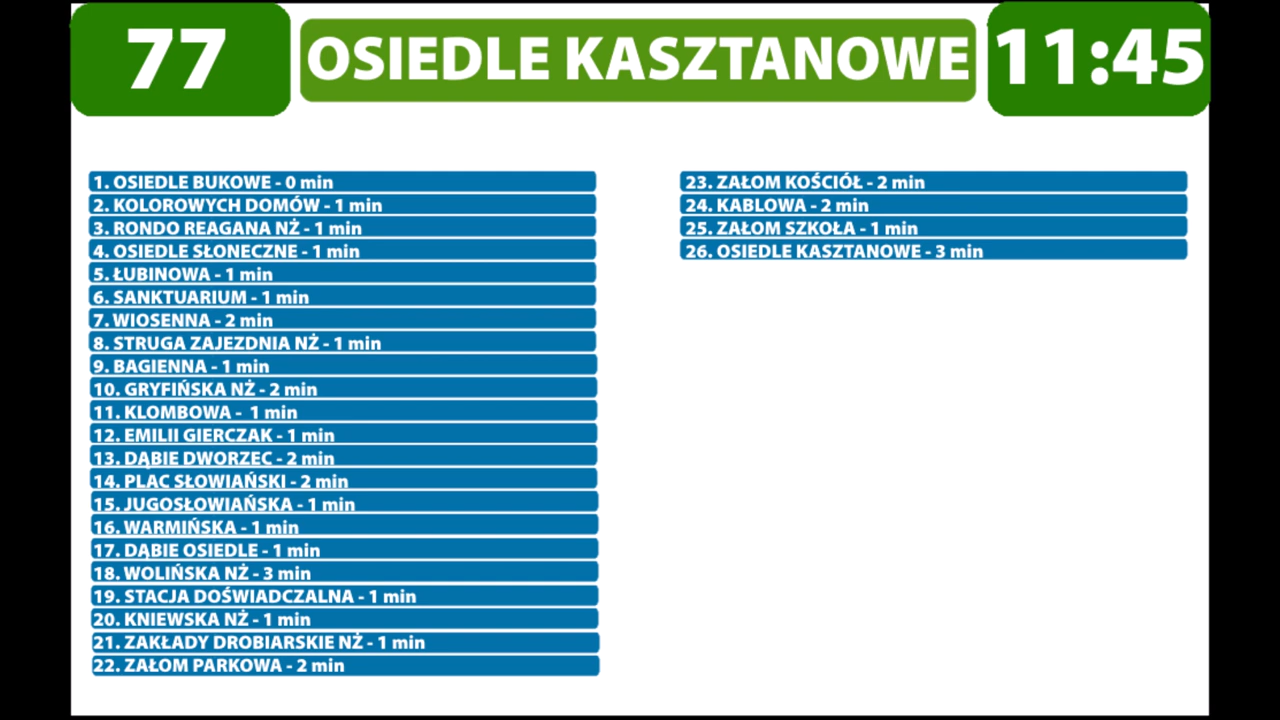 77
OSIEDLE KASZTANOWE
11:45
1. OSIEDLE BUKOWE - 0 min
2. KOLOROWYCH DOMÓW - 1 min
3. RONDO REAGANA NŻ - 1 min
4. OSIEDLE SŁONECZNE - 1 min
5. ŁUBINOWA - 1 min
6. SANKTUARIUM - 1 min
7. WIOSENNA - 2 min
8. STRUGA ZAJEZDNIA NŻ - 1 min
9. BAGIENNA - 1 min
10. GRYFIŃSKA NŻ - 2 min
11. KLOMBOWA -  1 min
12. EMILII GIERCZAK - 1 min
13. DĄBIE DWORZEC - 2 min
14. PLAC SŁOWIAŃSKI - 2 min
15. JUGOSŁOWIAŃSKA - 1 min
16. WARMIŃSKA - 1 min
17. DĄBIE OSIEDLE - 1 min
18. WOLIŃSKA NŻ - 3 min
19. STACJA DOŚWIADCZALNA - 1 min
20. KNIEWSKA NŻ - 1 min
21. ZAKŁADY DROBIARSKIE NŻ - 1 min
22. ZAŁOM PARKOWA - 2 min
23. ZAŁOM KOŚCIÓŁ - 2 min
24. KABLOWA - 2 min
25. ZAŁOM SZKOŁA - 1 min
26. OSIEDLE KASZTANOWE - 3 min